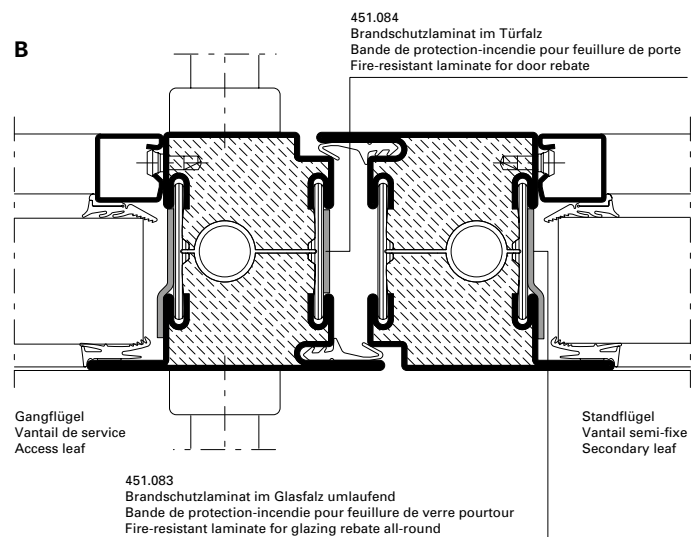 B
451.084
Brandschutzlaminat im Türfalz
Bande de protection-incendie pour feuillure de porte
Fire-resistant laminate for door rebate
Gangflügel
Vantail de service
Access leaf
Standflügel
Vantail semi-fixe
Secondary leaf
451.083
Brandschutzlaminat im Glasfalz umlaufend
Bande de protection-incendie pour feuillure de verre pourtour
Fire-resistant laminate for glazing rebate all-round